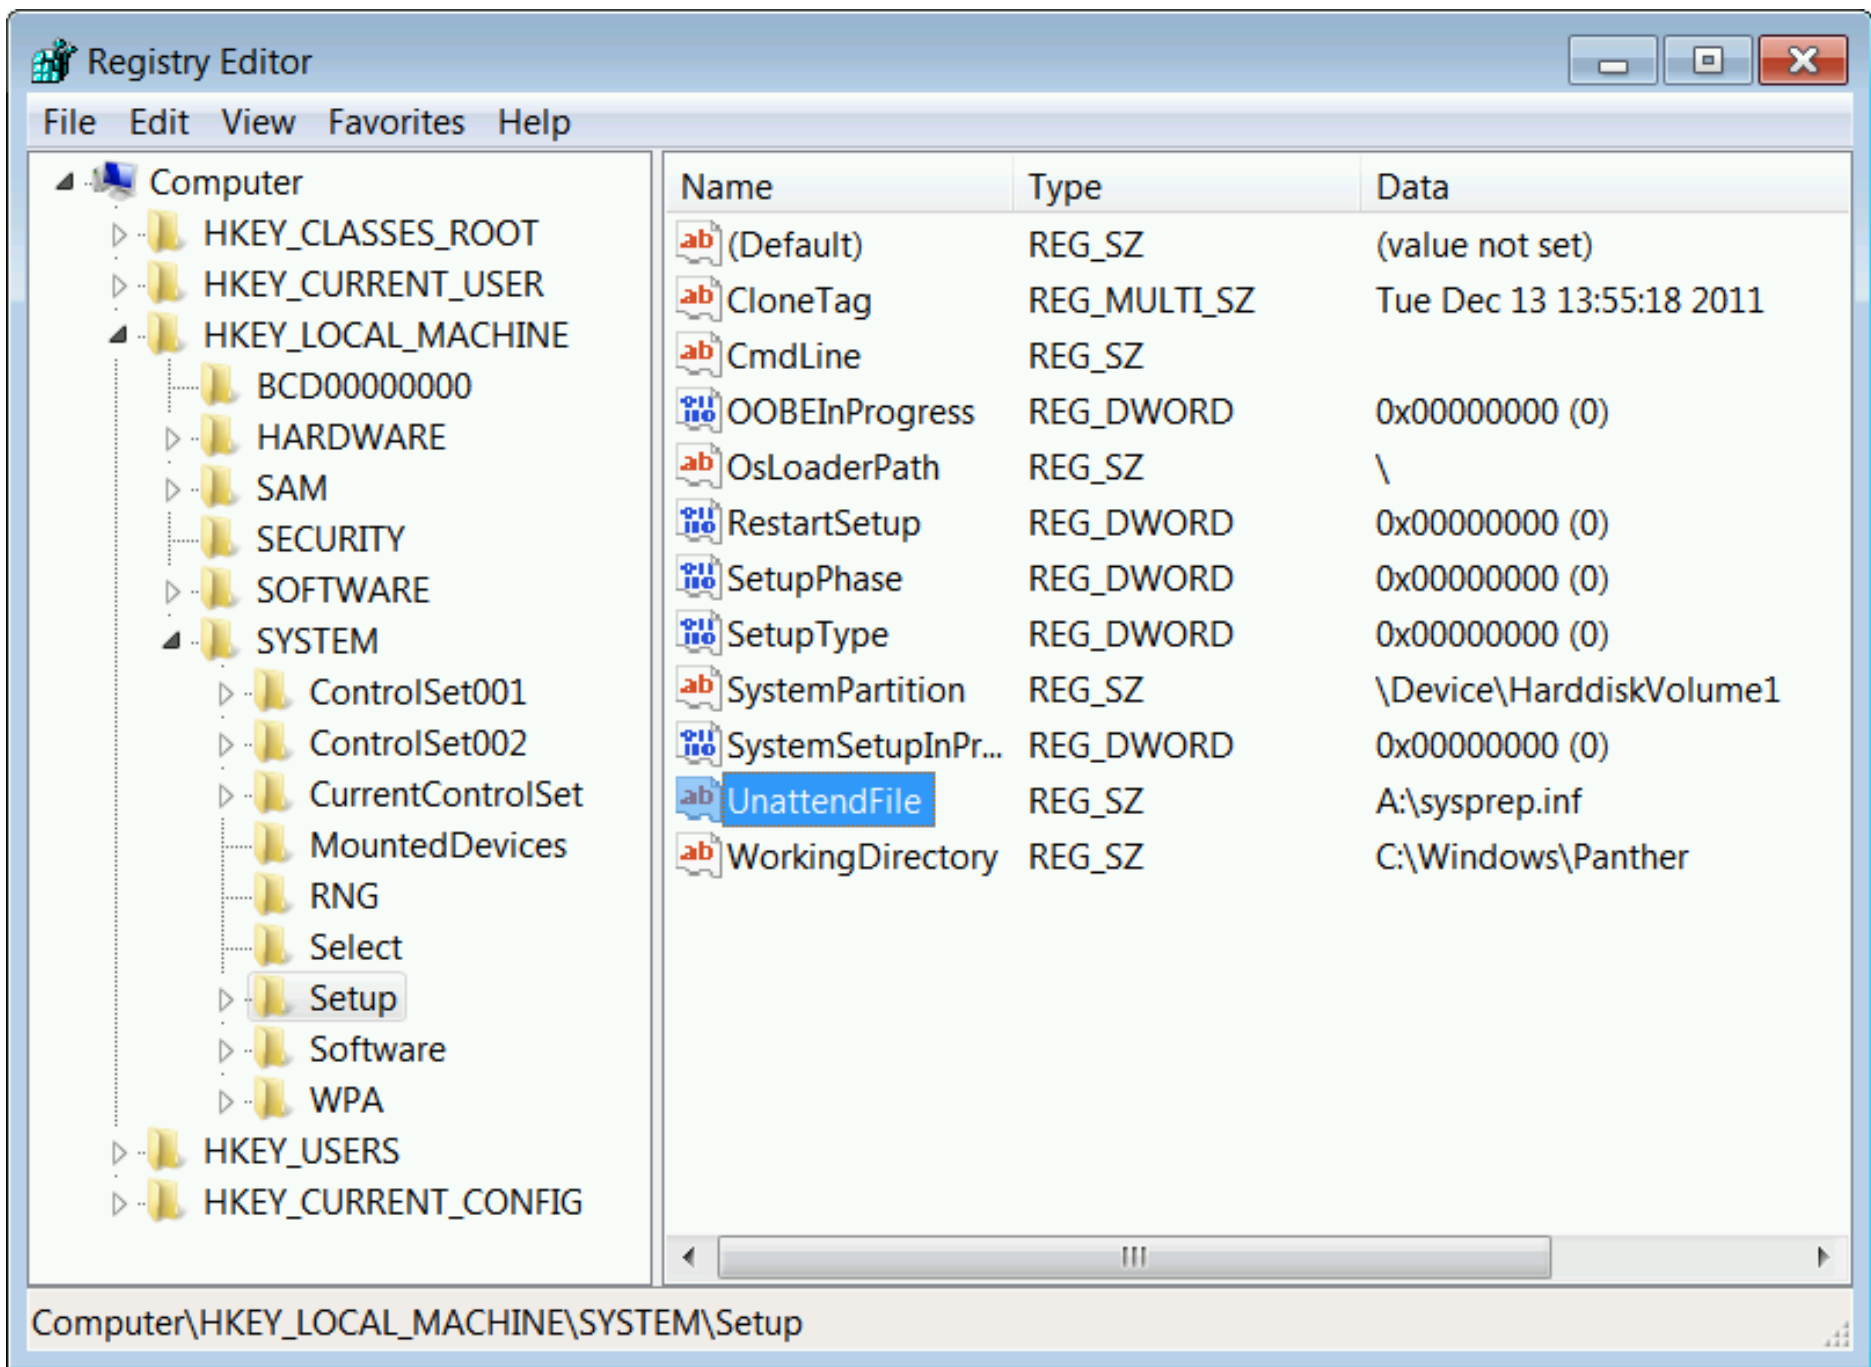 Registry Editor
File Edit View Favorites Help
Computer
HKEY_CLASSES_ROOT
HKEY_CURRENT_USER
HKEY_LOCAL_MACHINE
BCD00000000
HARDWARE
SAM
SECURITY
SOFTWARE
SYSTEM
ControlSet001
ControlSet002
CurrentControlSet
MountedDevices
RNG
Select
Setup
Software
WPA
HKEY_USERS
HKEY_CURRENT_CONFIG
Name Type Data
(Default) REG_SZ (value not set)
CloneTag REG_MULTI_SZ Tue Dec 13 13:55:18 2011
CmdLine REG_SZ
OOBEInProgress REG_DWORD 0x00000000 (0)
OsLoaderPath REG_SZ \
RestartSetup REG_DWORD 0x00000000 (0)
SetupPhase REG_DWORD 0x00000000 (0)
SetupType REG_DWORD 0x00000000 (0)
SystemPartition REG_SZ \Device\HarddiskVolume1
SystemSetupInPr... REG_DWORD 0x00000000 (0)
UnattendFile REG_SZ A:\sysprep.inf
WorkingDirectory REG_SZ C:\Windows\Panther
Computer\HKEY_LOCAL_MACHINE\SYSTEM\Setup